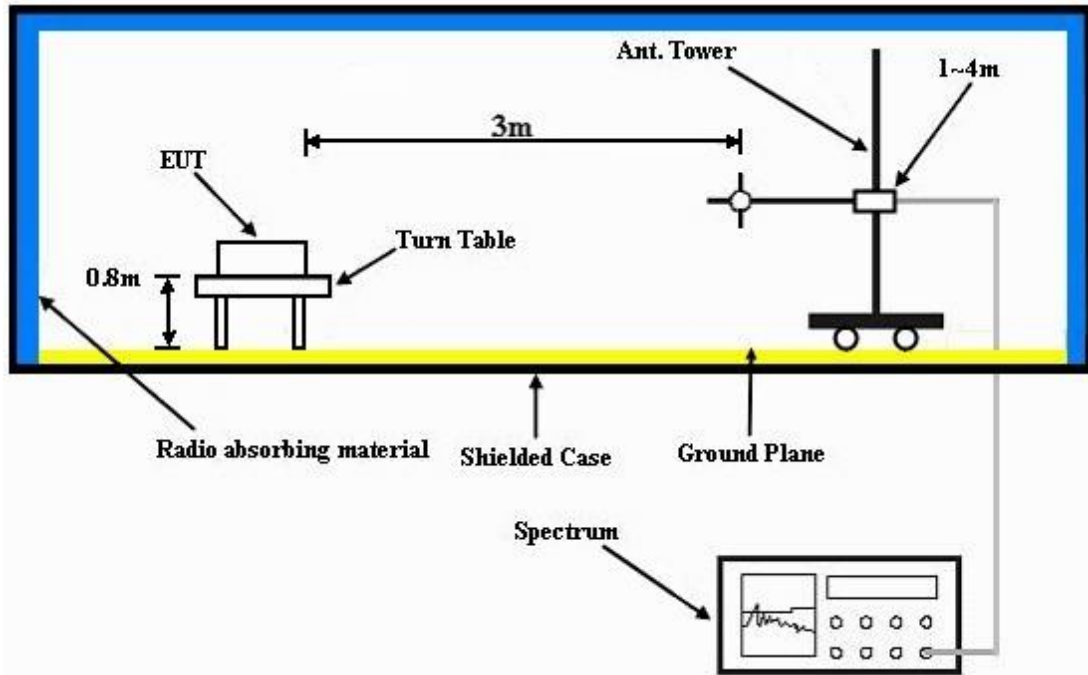 Ant. Tower
1~4m
3m
EUT
Turn Table
0.8m
Radio absorbing material
Shielded Case
Ground Plane
Spectrum